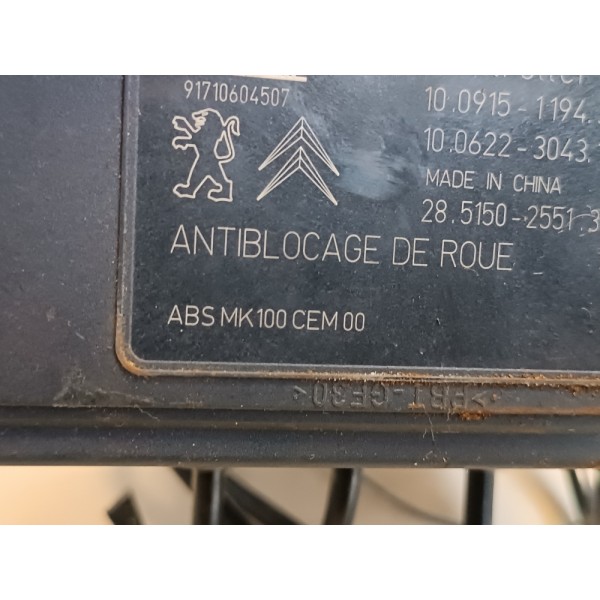 91710604507
10.0915-1194.
10.0622-3043.
MADE IN CHINA
28.5150-2551.3
ANTIBLOCAGE DE ROUE
ABS MK100 CEM 00
>PBT-GF30<